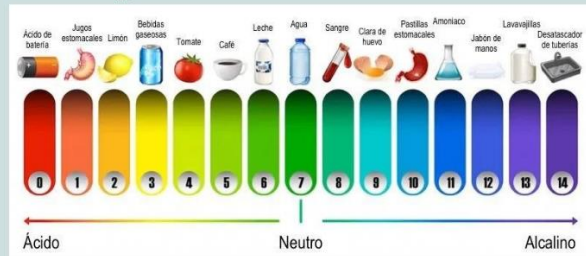 Ácido de
batería
Jugos
estomacales
Limón
Bebidas
gaseosas
Tomate
Café
Leche
Agua
Sangre
Clara de
huevo
Pastillas
estomacales
Amoniaco
Jabón de
manos
Lavavajillas
Desatascador
de tuberías
0 1 2 3 4 5 6 7 8 9 10 11 12 13 14
Ácido Neutro Alcalino